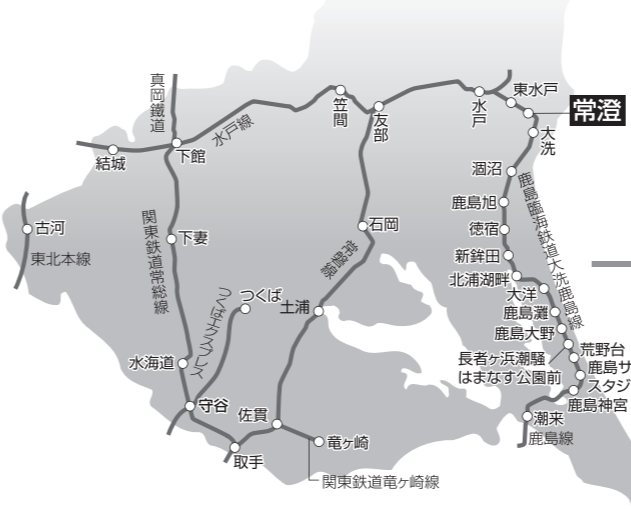 真岡鐵道
笠間
友部
水戸
東水戸
常澄
大洗
水戸線
結城
下館
涸沼
鹿島旭
徳宿
新鉾田
北浦湖畔
鹿島臨海鉄道大洗鹿島線
古河
東北本線
関東鉄道常総線
下妻
石岡
常磐線
つくば
つくばエクスプレス
土浦
大洋
鹿島灘
鹿島大野
長者ヶ浜潮騒
はまなす公園前
荒野台
鹿島サ
スタジ
鹿島神宮
潮来
鹿島線
水海道
守谷
佐貫
取手
竜ヶ崎
関東鉄道竜ヶ崎線